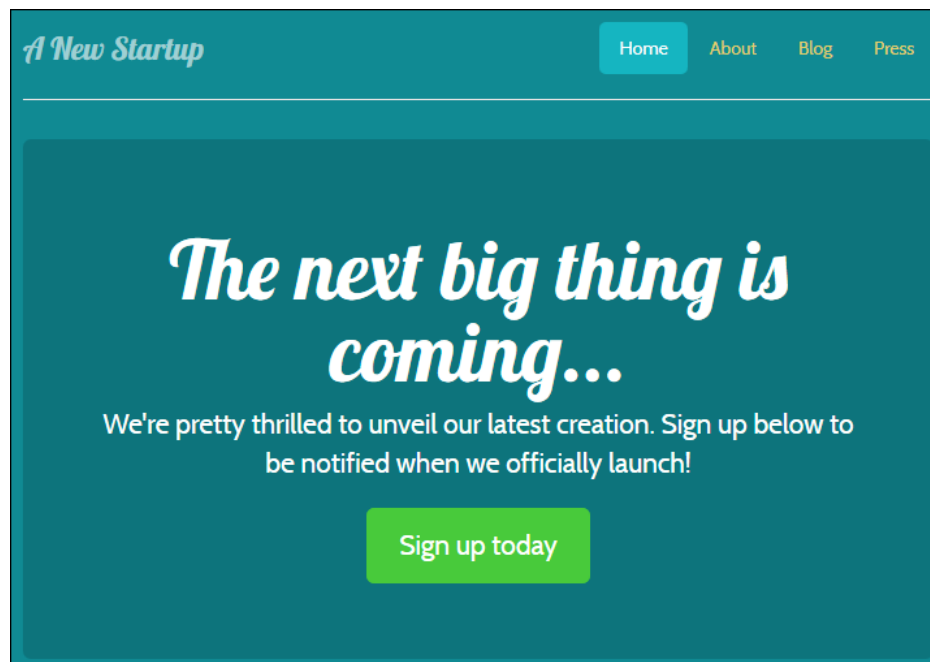 A New Startup
Home About Blog Press
The next big thing is
coming...
We're pretty thrilled to unveil our latest creation. Sign up below to
be notified when we officially launch!
Sign up today